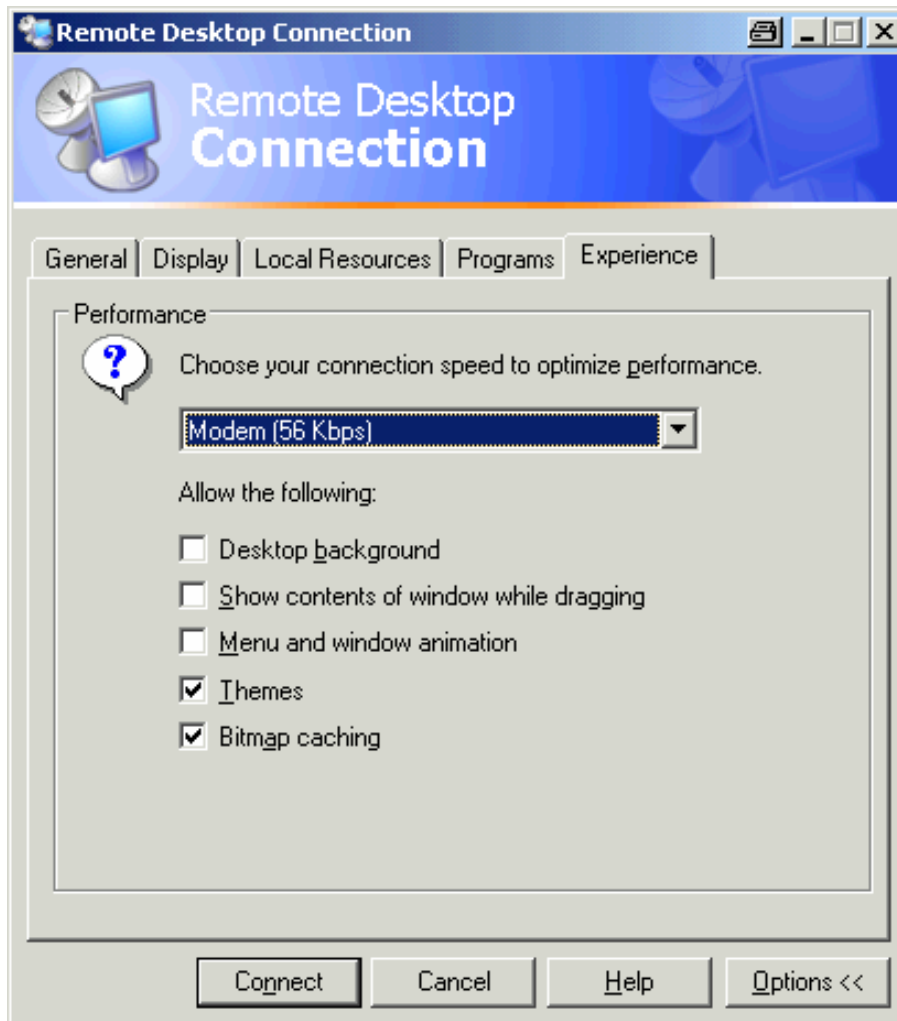 Remote Desktop Connection
Remote Desktop
Connection
General Display Local Resources Programs Experience
Performance
?
Choose your connection speed to optimize performance.
Modem (56 Kbps)
Allow the following:
Desktop background
Show contents of window while dragging
Menu and window animation
Themes
Bitmap caching
Connect Cancel Help Options <<